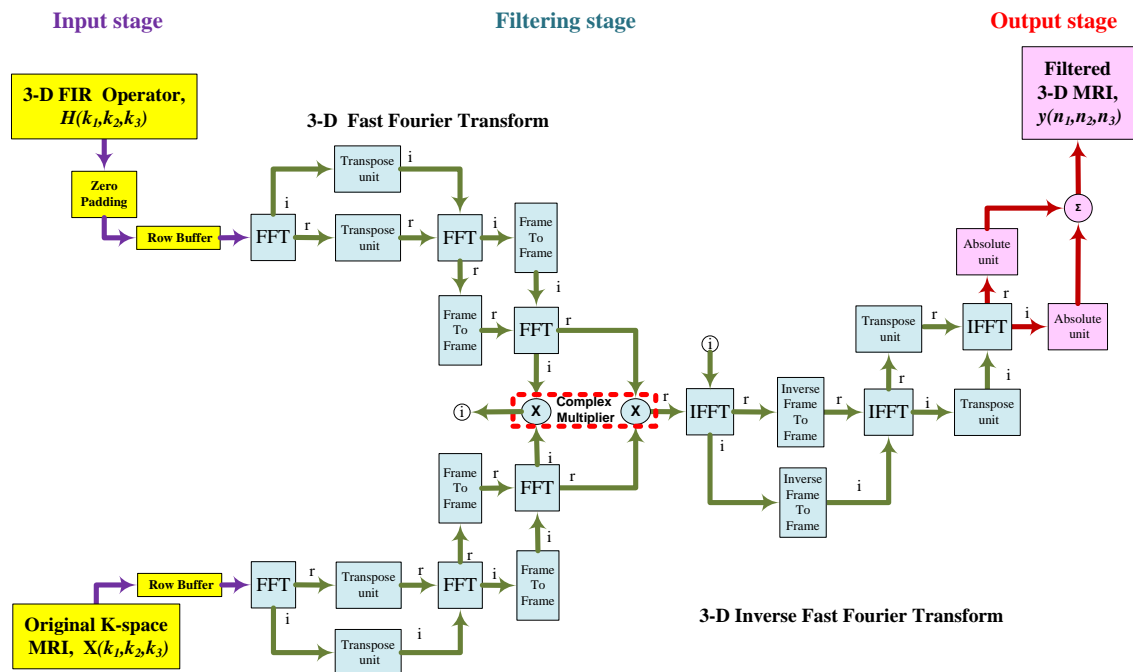 Input stage
Filtering stage
Output stage
3-D FIR Operator,
H(k1,k2,k3)
Filtered
3-D MRI,
y(n1,n2,n3)
3-D Fast Fourier Transform
Zero
Padding
Row Buffer
FFT
i
r
Transpose
unit
i
Transpose
unit
r
FFT
i
r
Frame
To
Frame
i
Frame
To
Frame
r
FFT
r
i
Σ
Absolute
unit
r
Transpose
unit
r
IFFT
i
Absolute
unit
i
i
X
Complex
Multiplier
X
r
i
IFFT
r
i
Inverse
Frame
To
Frame
r
IFFT
r
i
Transpose
unit
i
Inverse
Frame
To
Frame
i
Frame
To
Frame
r
FFT
i
r
Row Buffer
FFT
r
i
Transpose
unit
r
FFT
r
i
Frame
To
Frame
i
Transpose
unit
i
Original K-space
MRI, X(k1,k2,k3)
3-D Inverse Fast Fourier Transform